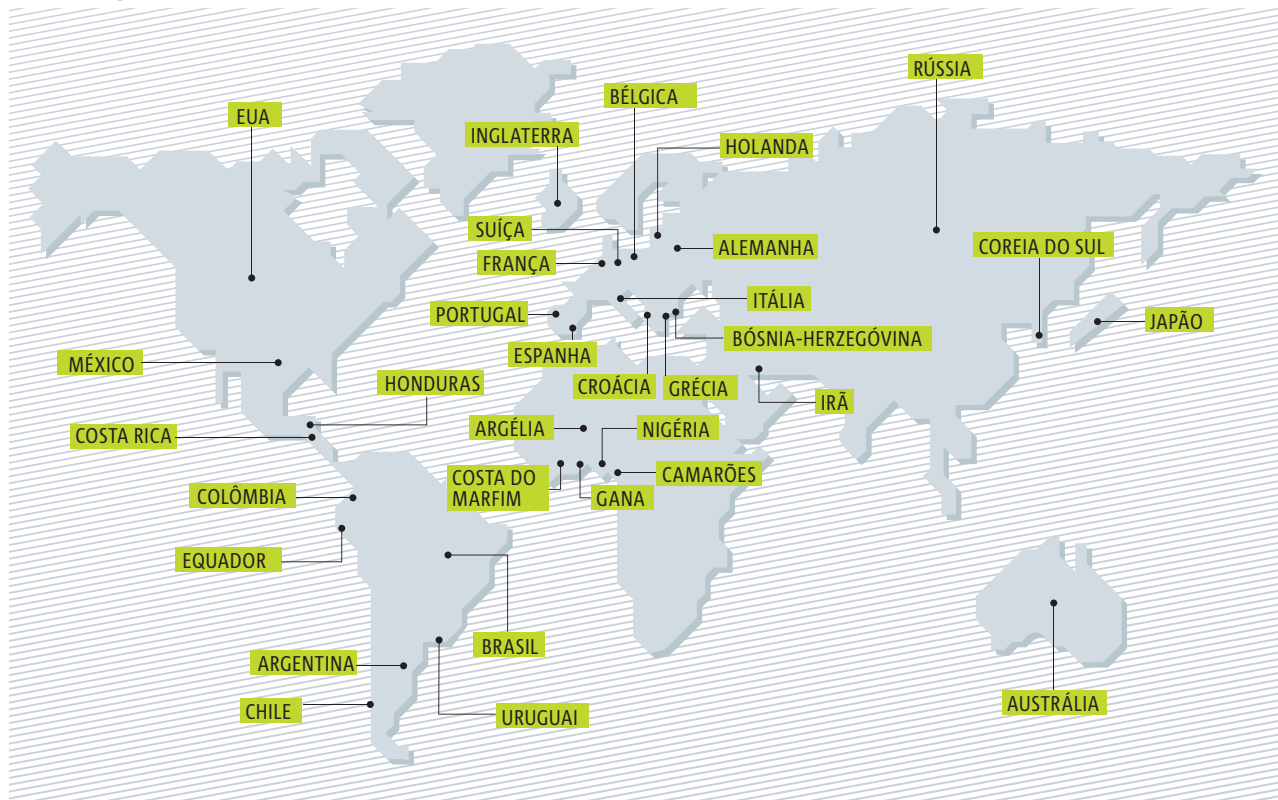 RÚSSIA
BÉLGICA
EUA
INGLATERRA
HOLANDA
SUÍÇA
ALEMANHA
COREIA DO SUL
FRANÇA
ITÁLIA
PORTUGAL
JAPÃO
BÓSNIA-HERZEGÓVINA
ESPANHA
MÉXICO
HONDURAS
CROÁCIA
GRÉCIA
IRÃ
COSTA RICA
ARGÉLIA
NIGÉRIA
COSTA DO
MARFIM
CAMARÕES
COLÔMBIA
GANA
EQUADOR
BRASIL
ARGENTINA
CHILE
URUGUAI
AUSTRÁLIA